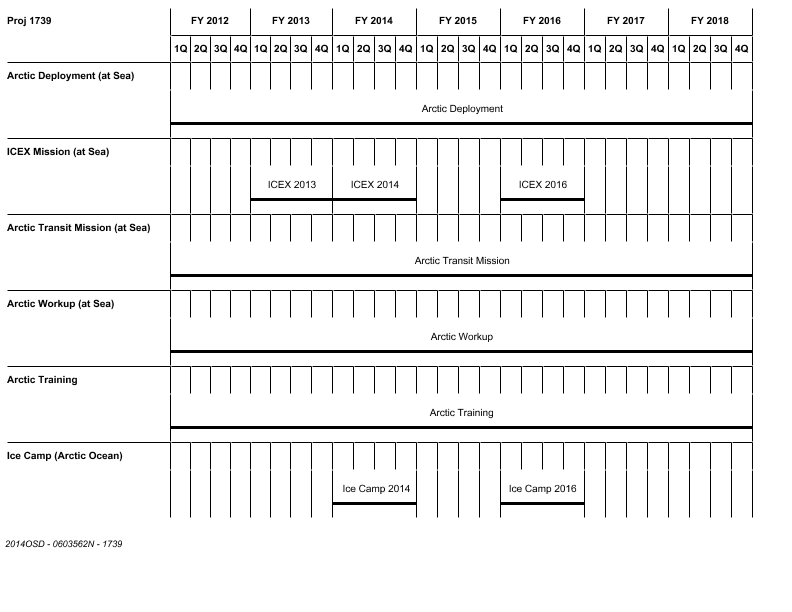 Proj 1739 FY 2012 FY 2013 FY 2014 FY 2015 FY 2016 FY 2017 FY 2018
1Q 2Q 3Q 4Q 1Q 2Q 3Q 4Q 1Q 2Q 3Q 4Q 1Q 2Q 3Q 4Q 1Q 2Q 3Q 4Q 1Q 2Q 3Q 4Q 1Q 2Q 3Q 4Q
Arctic Deployment (at Sea)
Arctic Deployment
ICEX Mission (at Sea)
ICEX 2013 ICEX 2014 ICEX 2016
Arctic Transit Mission (at Sea)
Arctic Transit Mission
Arctic Workup (at Sea)
Arctic Workup
Arctic Training
Arctic Training
Ice Camp (Arctic Ocean)
Ice Camp 2014 Ice Camp 2016
2014OSD - 0603562N - 1739